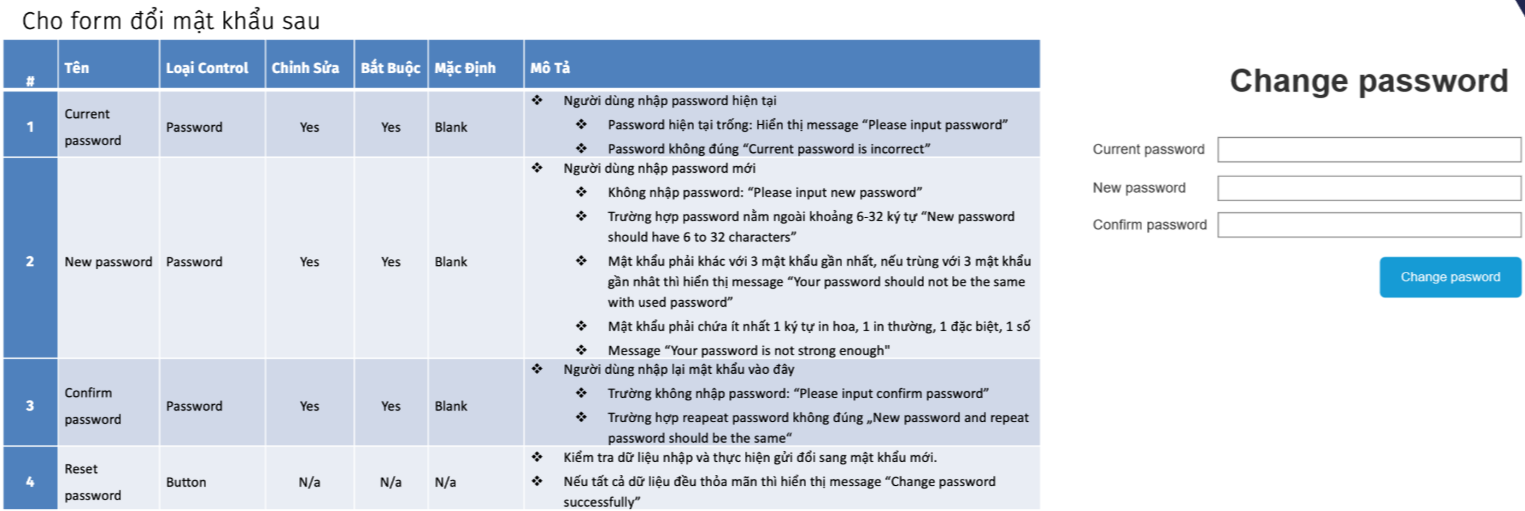 Cho form đổi mật khẩu sau
# Tên Loại Control Chỉnh Sửa Bắt Buộc Mặc Định Mô Tả
1 Current password Password Yes Yes Blank
❖ Người dùng nhập password hiện tại
❖ Password hiện tại trống: Hiển thị message “Please input password”
❖ Password không đúng “Current password is incorrect”
2 New password Password Yes Yes Blank
❖ Người dùng nhập password mới
❖ Không nhập password: “Please input new password”
❖ Trường hợp password nằm ngoài khoảng 6-32 ký tự “New password
should have 6 to 32 characters”
❖ Mật khẩu phải khác với 3 mật khẩu gần nhất, nếu trùng với 3 mật khẩu
gần nhât thì hiển thị message “Your password should not be the same
with used password”
❖ Mật khẩu phải chứa ít nhất 1 ký tự in hoa, 1 in thường, 1 đặc biệt, 1 số
❖ Message “Your password is not strong enough"
3 Confirm password Password Yes Yes Blank
❖ Người dùng nhập lại mật khẩu vào đây
❖ Trường không nhập password: “Please input confirm password”
❖ Trường hợp reapeat password không đúng „New password and repeat
password should be the same“
4 Reset password Button N/a N/a N/a
❖ Kiểm tra dữ liệu nhập và thực hiện gửi đổi sang mật khẩu mới.
❖ Nếu tất cả dữ liệu đều thỏa mãn thì hiển thị message “Change password
successfully”
Change password
Current password
New password
Confirm password
Change pasword